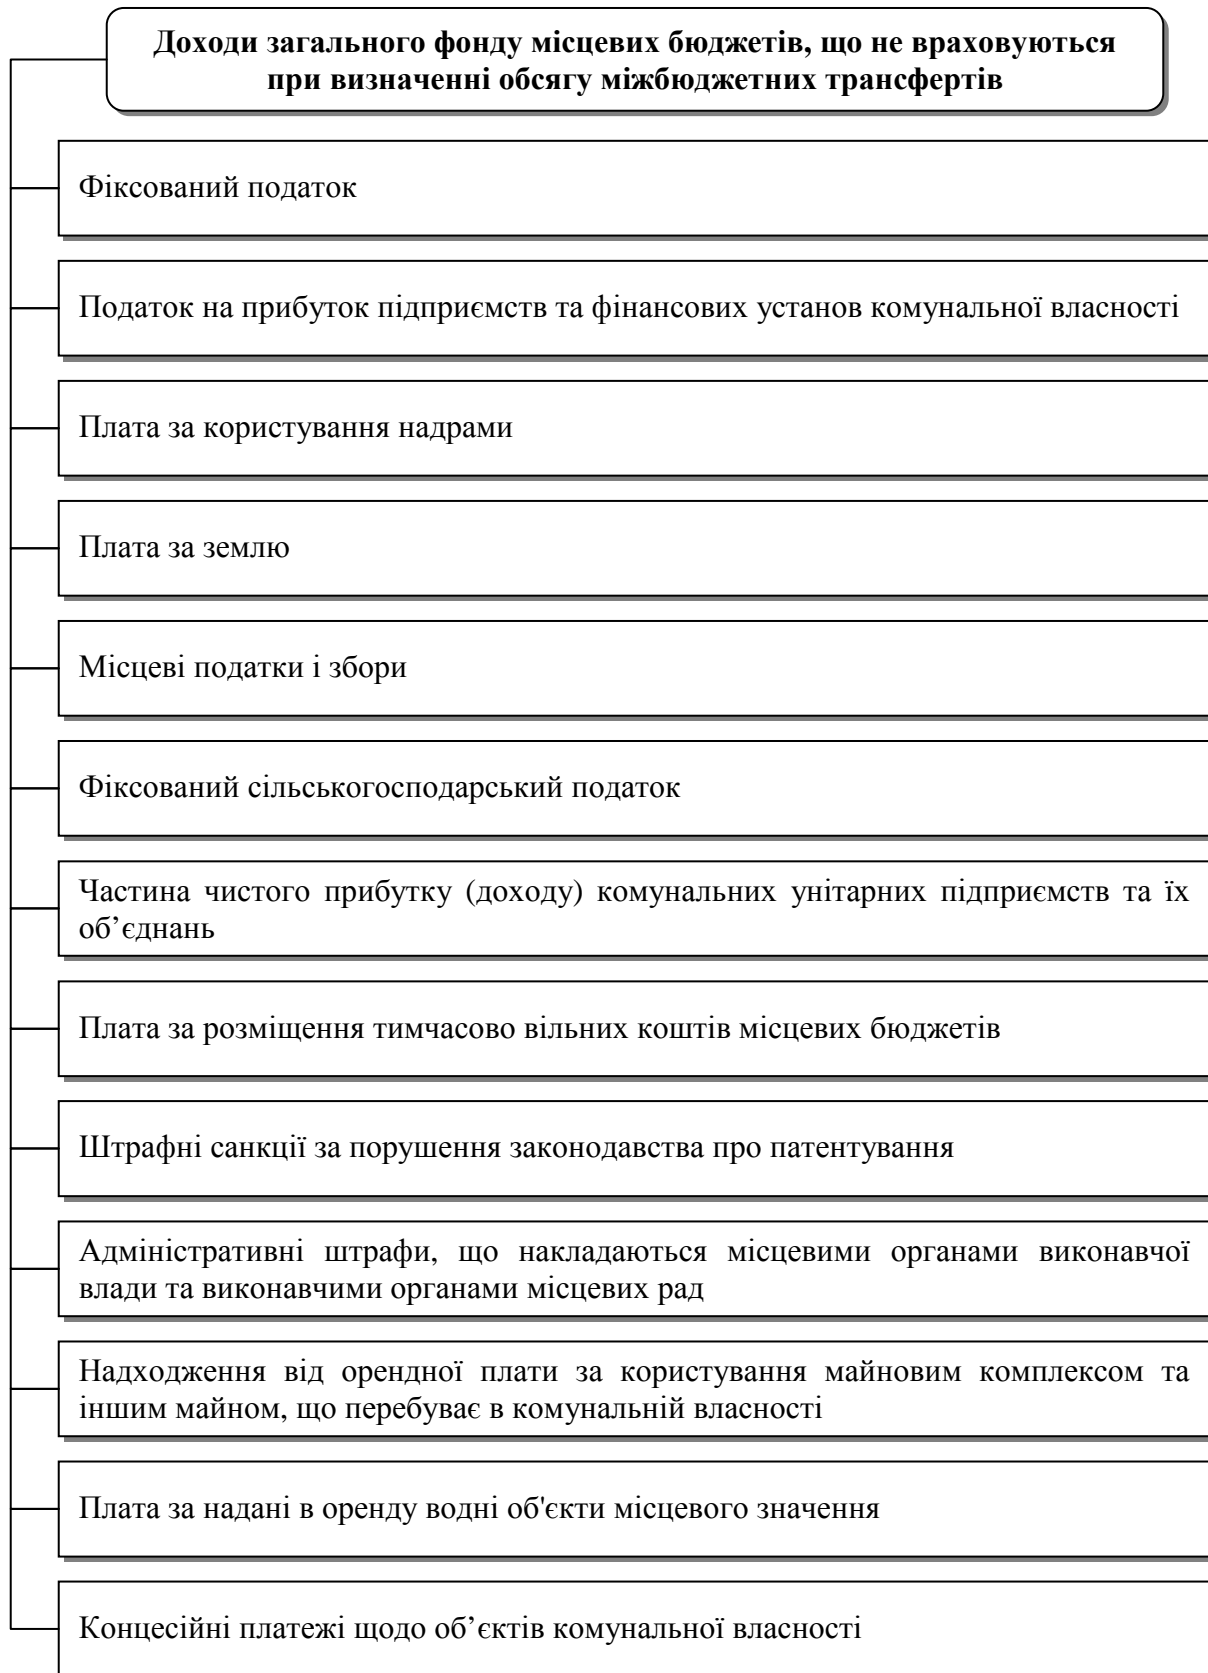 Доходи загального фонду місцевих бюджетів, що не враховуються
при визначенні обсягу міжбюджетних трансфертів
Фіксований податок
Податок на прибуток підприємств та фінансових установ комунальної власності
Плата за користування надрами
Плата за землю
Місцеві податки і збори
Фіксований сільськогосподарський податок
Частина чистого прибутку (доходу) комунальних унітарних підприємств та їх
об’єднань
Плата за розміщення тимчасово вільних коштів місцевих бюджетів
Штрафні санкції за порушення законодавства про патентування
Адміністративні штрафи, що накладаються місцевими органами виконавчої
влади та виконавчими органами місцевих рад
Надходження від орендної плати за користування майновим комплексом та
іншим майном, що перебуває в комунальній власності
Плата за надані в оренду водні об'єкти місцевого значення
Концесійні платежі щодо об’єктів комунальної власності